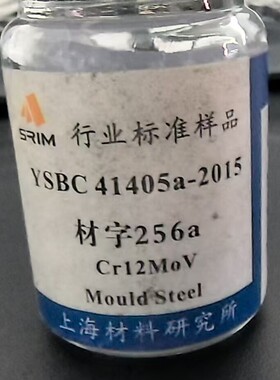 SRIM
行业标准样品
YSBC 41405a-2015
材字256a
Cr12MoV
Mould Steel
上海材料研究所